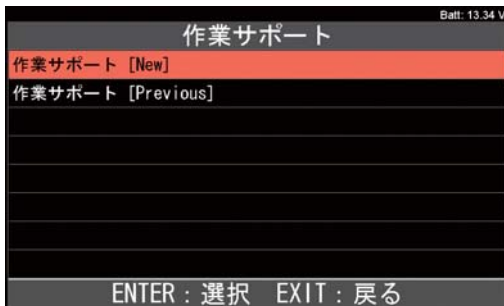 Batt: 13.34 V
作業サポート
作業サポート [New]
作業サポート [Previous]
ENTER：選択　EXIT：戻る